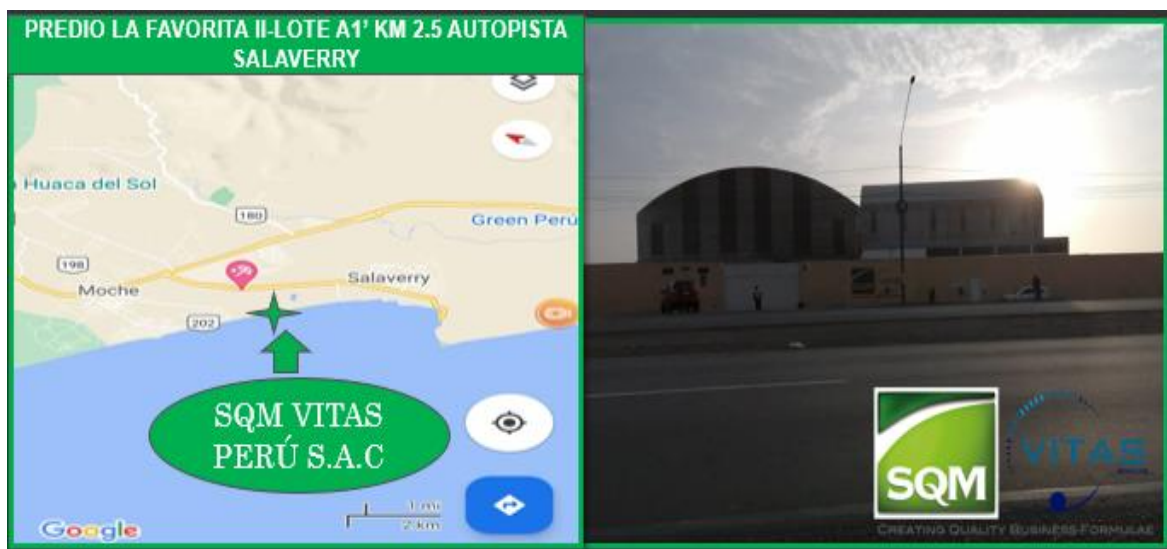 PREDIO LA FAVORITA II-LOTE A1’ KM 2.5 AUTOPISTA
SALAVERRY
Huaca del Sol
180
Green Perú
198
Moche
Salaverry
202
SQM VITAS
PERÚ S.A.C
1 mi
2 km
Google
SQM
VITAS
CREATING QUALITY BUSINESS FORMULAE